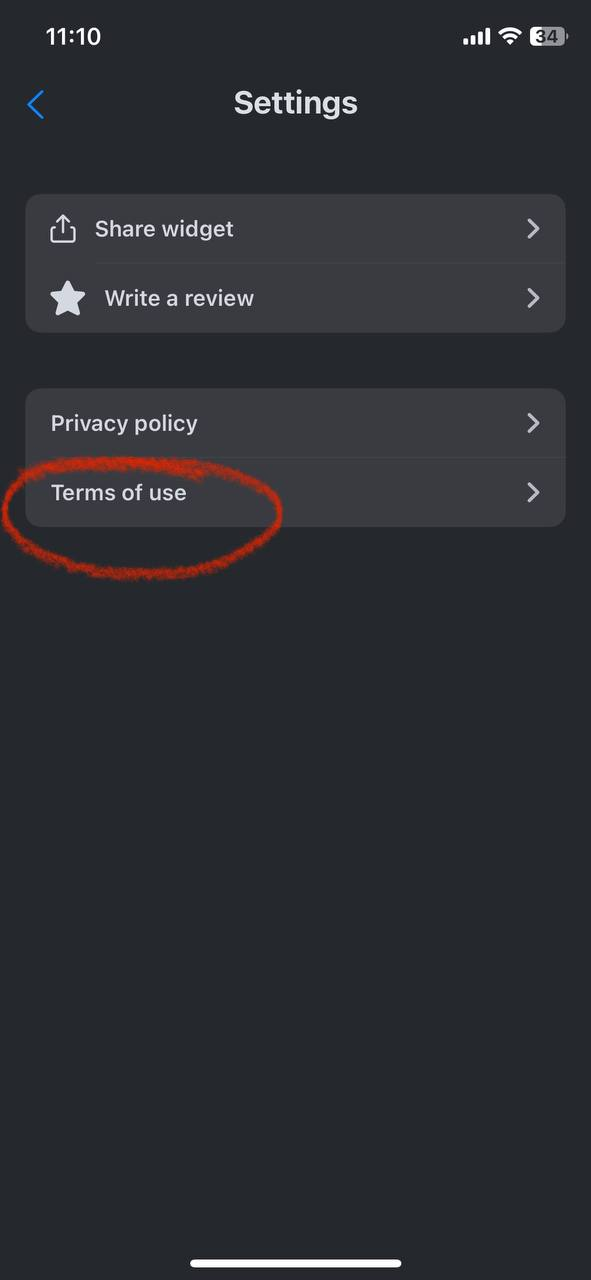 11:10
34
Settings
Share widget
Write a review
Privacy policy
Terms of use